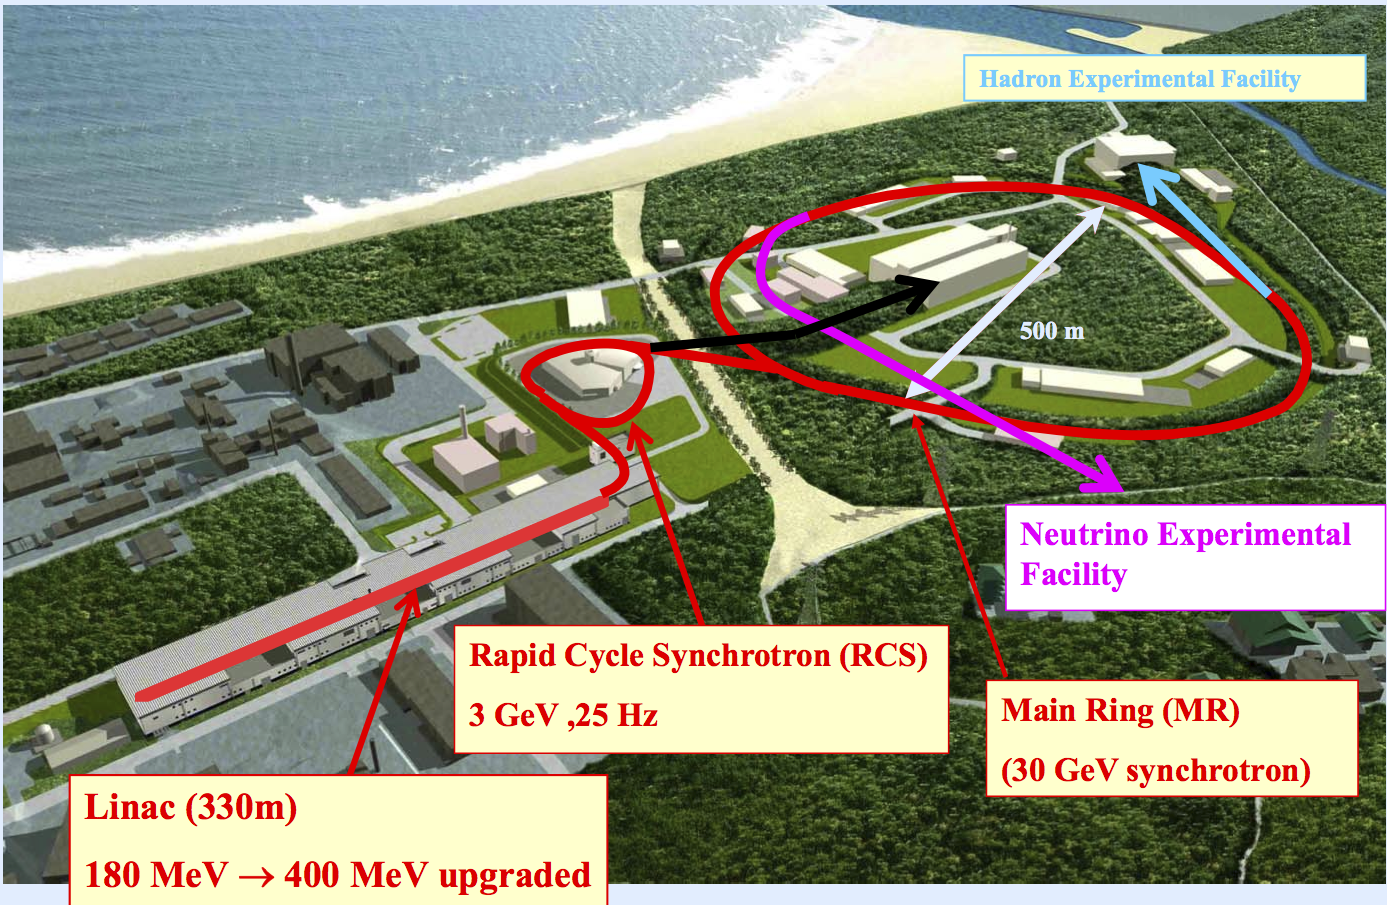 Hadron Experimental Facility
500 m
Neutrino Experimental
Facility
Rapid Cycle Synchrotron (RCS)
3 GeV ,25 Hz
Main Ring (MR)
(30 GeV synchrotron)
Linac (330m)
180 MeV → 400 MeV upgraded